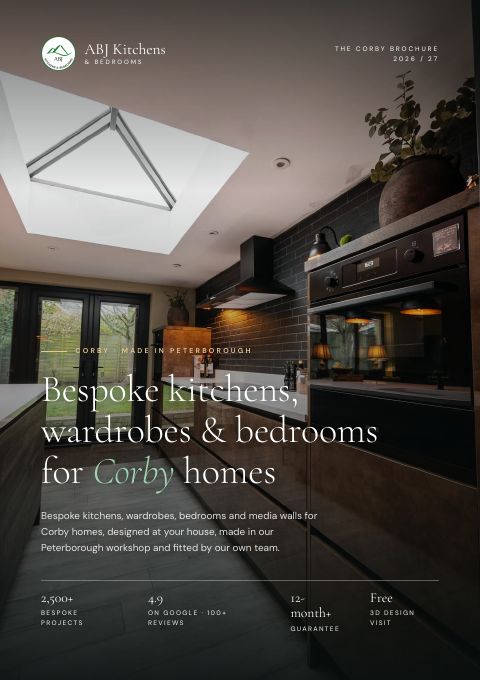 ABJ Kitchens
& BEDROOMS
ABJ
THE CORBY BROCHURE
2026 / 27
CORBY · MADE IN PETERBOROUGH
Bespoke kitchens,
wardrobes & bedrooms
for Corby homes
Bespoke kitchens, wardrobes, bedrooms and media walls for
Corby homes, designed at your house, made in our
Peterborough workshop and fitted by our own team.
2,500+
BESPOKE
PROJECTS
4.9
ON GOOGLE · 100+
REVIEWS
12-
month+
GUARANTEE
Free
3D DESIGN
VISIT